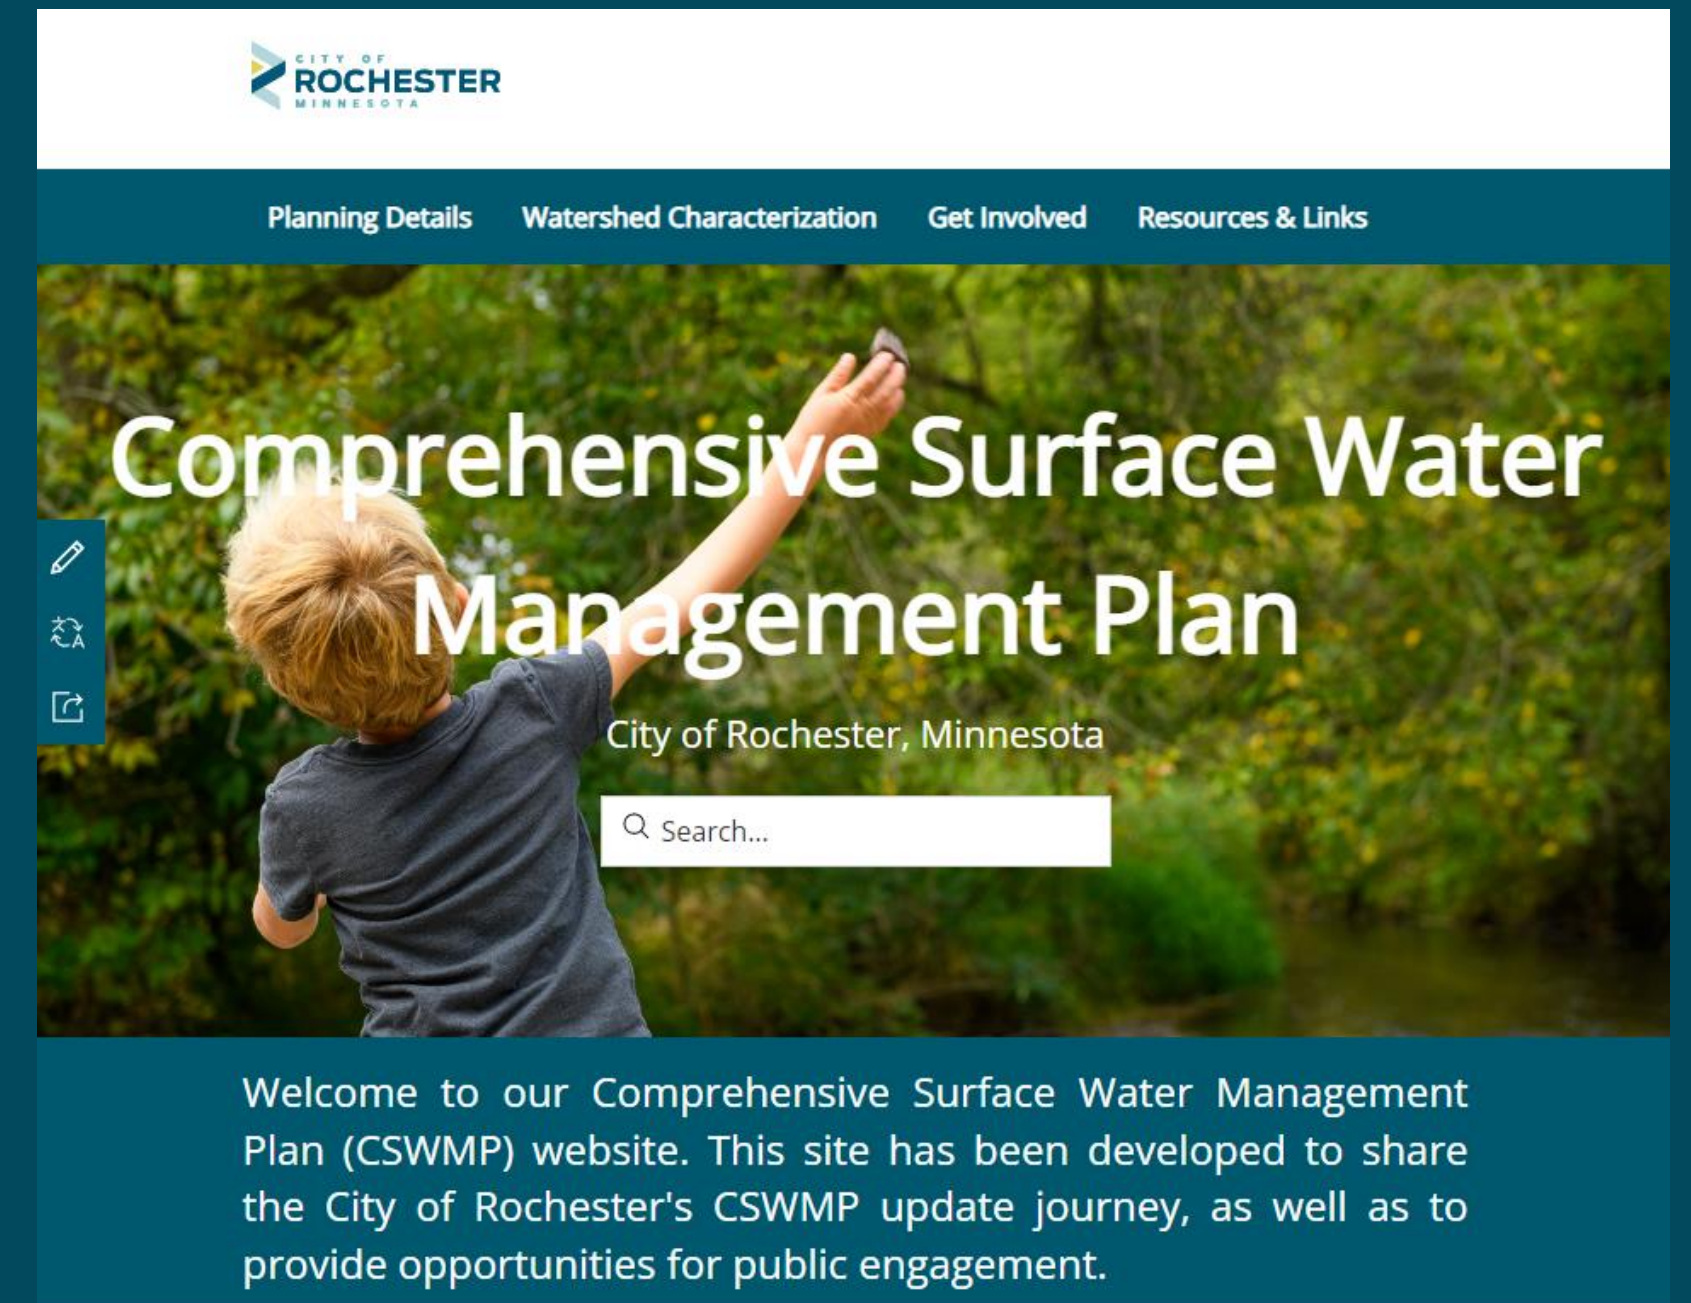 CITY OF
ROCHESTER
MINNESOTA
Planning Details Watershed Characterization Get Involved Resources & Links
Comprehensive Surface Water
Management Plan
City of Rochester, Minnesota
Search...
Welcome to our Comprehensive Surface Water Management
Plan (CSWMP) website. This site has been developed to share
the City of Rochester's CSWMP update journey, as well as to
provide opportunities for public engagement.